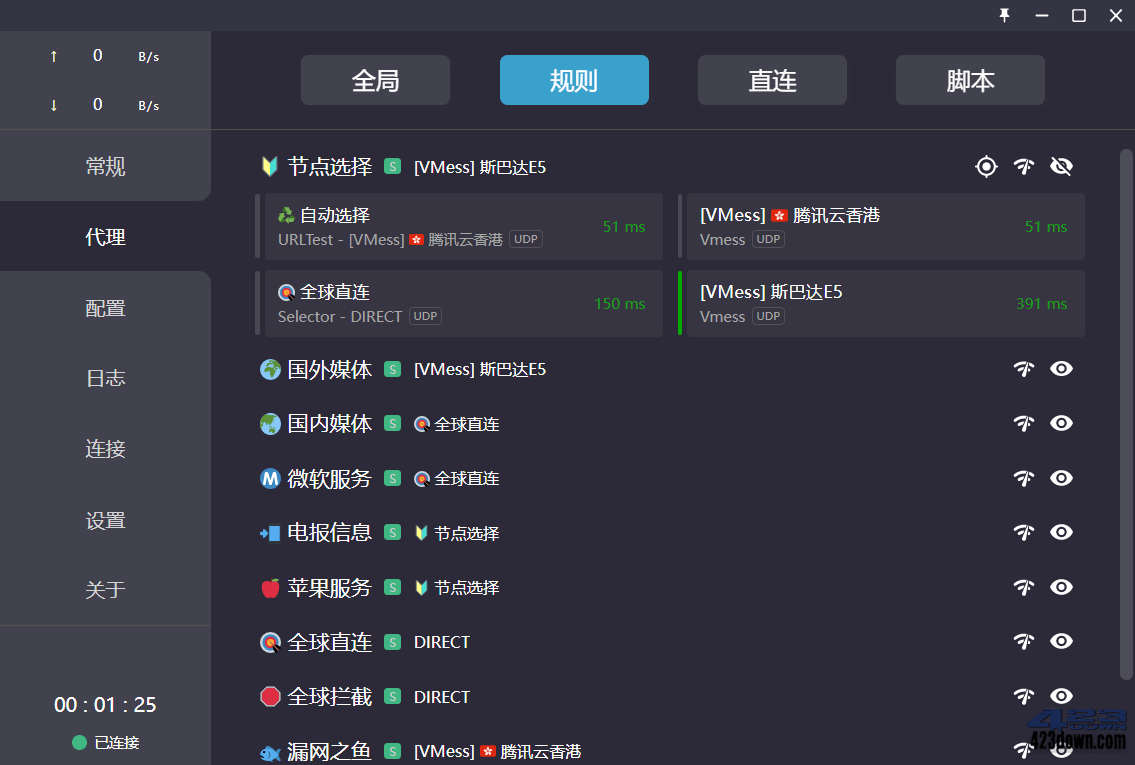 ↑ 0 B/s
↓ 0 B/s
常规
代理
配置
日志
连接
设置
关于
00 : 01 : 25
已连接
全局 规则 直连 脚本
节点选择 S [VMess] 斯巴达E5
自动选择
URLTest - [VMess] 腾讯云香港 UDP
51 ms
[VMess] 腾讯云香港
Vmess UDP
51 ms
全球直连
Selector - DIRECT UDP
150 ms
[VMess] 斯巴达E5
Vmess UDP
391 ms
国外媒体 S [VMess] 斯巴达E5
国内媒体 S 全球直连
M 微软服务 S 全球直连
电报信息 S 节点选择
苹果服务 S 节点选择
全球直连 S DIRECT
全球拦截 S DIRECT
漏网之鱼 S [VMess] 腾讯云香港
423down.com